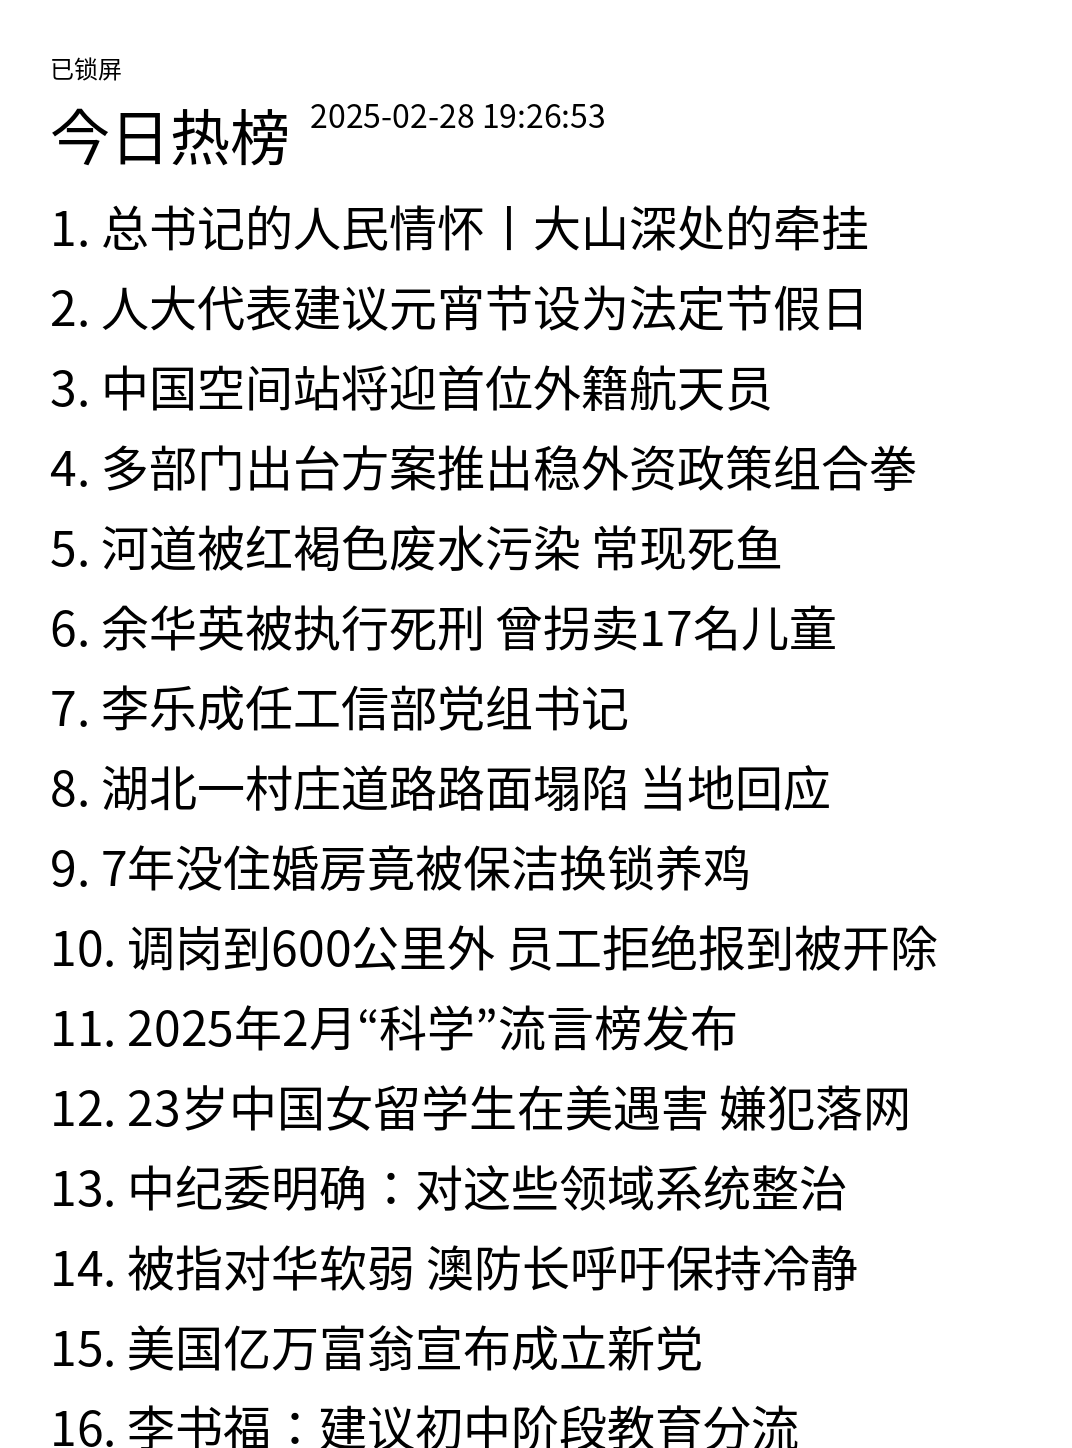 已锁屏
今日热榜 2025-02-28 19:26:53
1. 总书记的人民情怀丨大山深处的牵挂
2. 人大代表建议元宵节设为法定节假日
3. 中国空间站将迎首位外籍航天员
4. 多部门出台方案推出稳外资政策组合拳
5. 河道被红褐色废水污染 常现死鱼
6. 余华英被执行死刑 曾拐卖17名儿童
7. 李乐成任工信部党组书记
8. 湖北一村庄道路路面塌陷 当地回应
9. 7年没住婚房竟被保洁换锁养鸡
10. 调岗到600公里外 员工拒绝报到被开除
11. 2025年2月“科学”流言榜发布
12. 23岁中国女留学生在美遇害 嫌犯落网
13. 中纪委明确：对这些领域系统整治
14. 被指对华软弱 澳防长呼吁保持冷静
15. 美国亿万富翁宣布成立新党
16. 李书福：建议初中阶段教育分流